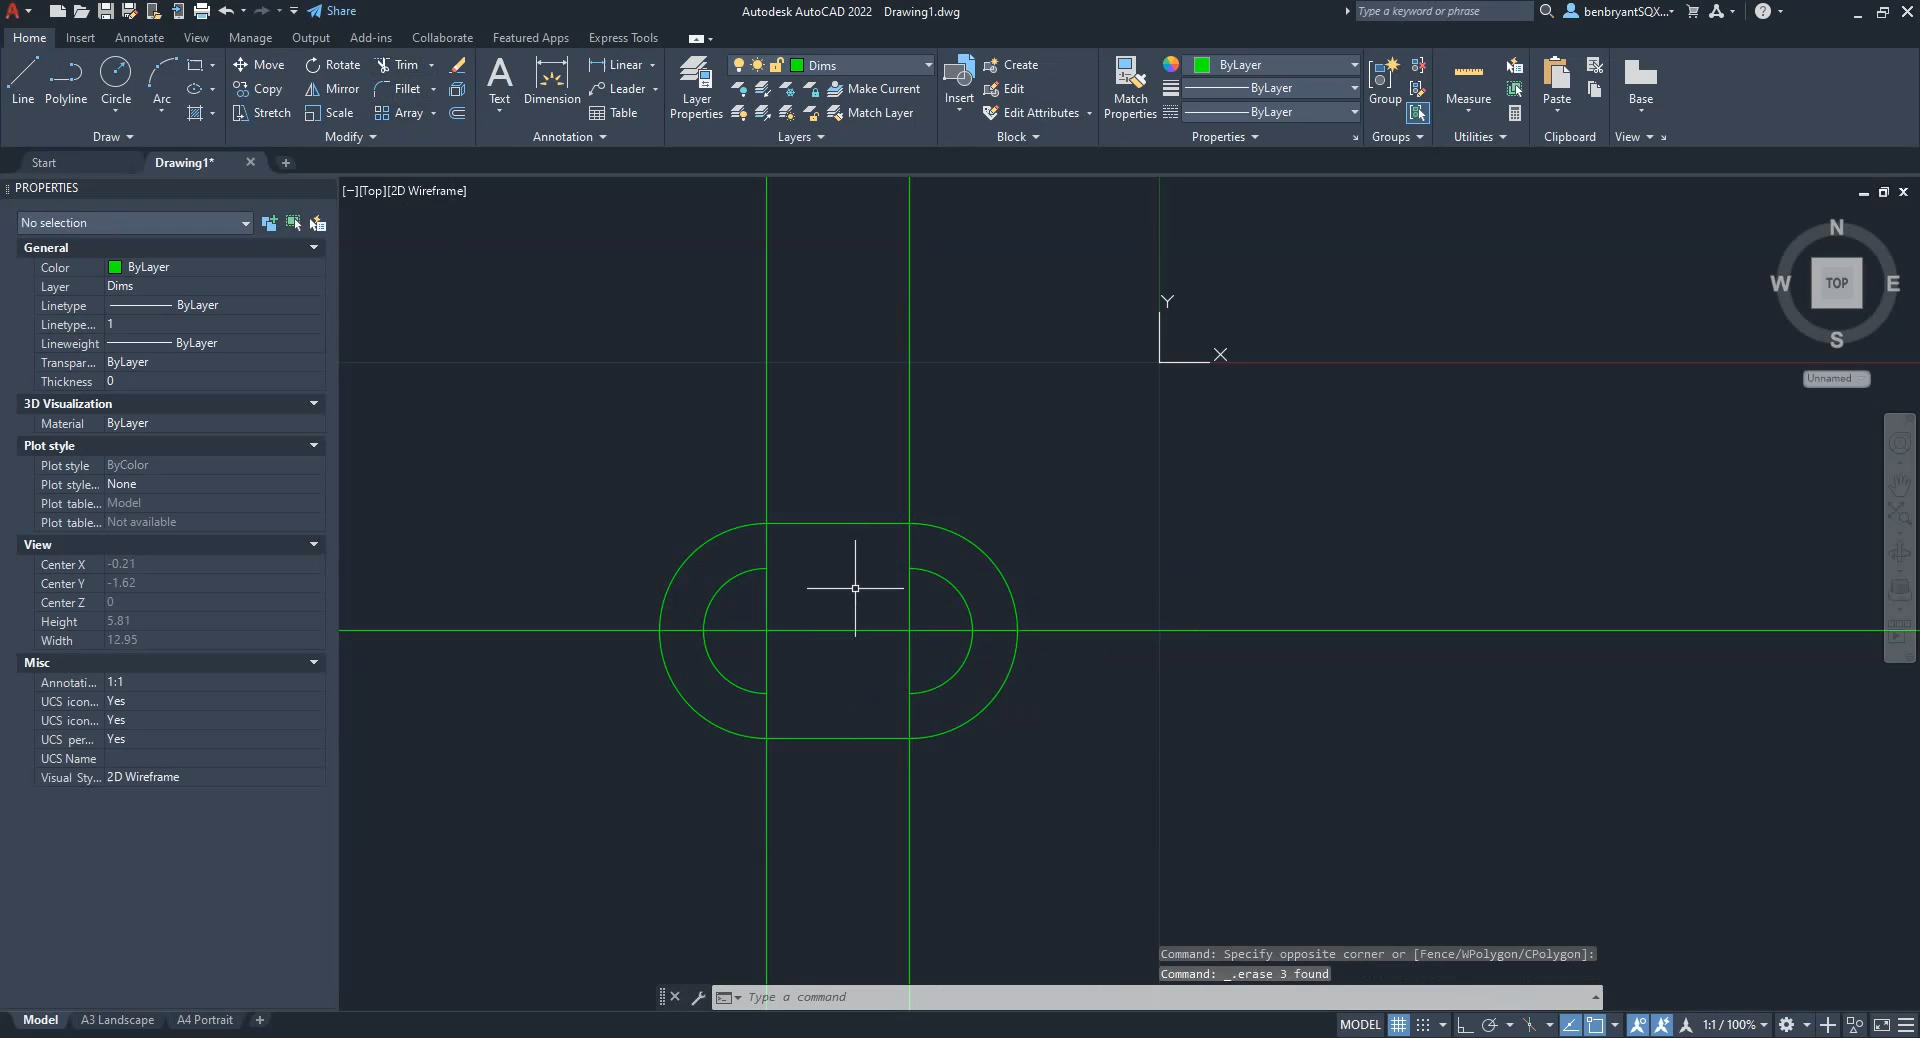 Share
Autodesk AutoCAD 2022 Drawing1.dwg
Type a keyword or phrase
benbryantSQX...
Home Insert Annotate View Manage Output Add-ins Collaborate Featured Apps Express Tools
Line Polyline Circle Arc
Move Rotate Trim
Copy Mirror Fillet
Stretch Scale Array
Text Dimension
Linear
Leader
Table
Layer Properties
Dims
Make Current
Match Layer
Insert
Create
Edit
Edit Attributes
Match Properties
ByLayer
ByLayer
ByLayer
Group
Measure
Paste
Base
Draw Modify Annotation Layers Block Properties Groups Utilities Clipboard View
Start Drawing1*
PROPERTIES
No selection
General
Color ByLayer
Layer Dims
Linetype ByLayer
Linetype... 1
Lineweight ByLayer
Transpar... ByLayer
Thickness 0
3D Visualization
Material ByLayer
Plot style
Plot style ByColor
Plot style... None
Plot table... Model
Plot table... Not available
View
Center X -0.21
Center Y -1.62
Center Z 0
Height 5.81
Width 12.95
Misc
Annotati... 1:1
UCS icon... Yes
UCS icon... Yes
UCS per... Yes
UCS Name
Visual Sty... 2D Wireframe
[−][Top][2D Wireframe]
Y
X
N
W TOP E
S
Unnamed
Command: Specify opposite corner or [Fence/WPolygon/CPolygon]:
Command: _.erase 3 found
Type a command
Model A3 Landscape A4 Portrait
MODEL
1:1 / 100%